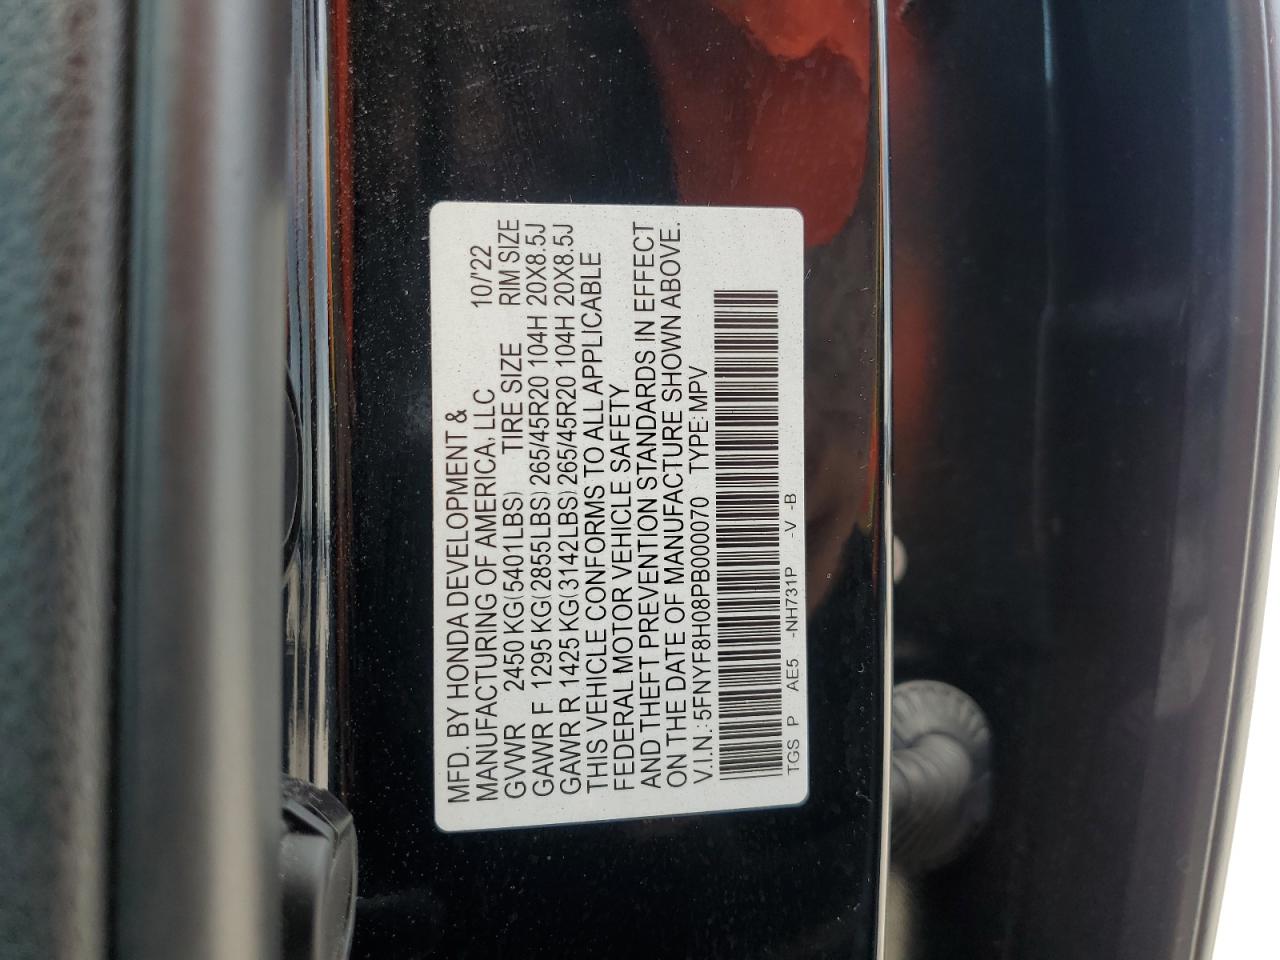 MFD. BY HONDA DEVELOPMENT &
MANUFACTURING OF AMERICA, LLC 10/'22
GVWR 2450 KG(5401LBS) TIRE SIZE RIM SIZE
GAWR F 1295 KG(2855LBS) 265/45R20 104H 20X8.5J
GAWR R 1425 KG(3142LBS) 265/45R20 104H 20X8.5J
THIS VEHICLE CONFORMS TO ALL APPLICABLE
FEDERAL MOTOR VEHICLE SAFETY
AND THEFT PREVENTION STANDARDS IN EFFECT
ON THE DATE OF MANUFACTURE SHOWN ABOVE.
V.I.N.: 5FNYF8H08PB000070 TYPE: MPV
TGS P AE5 -NH731P -V -B